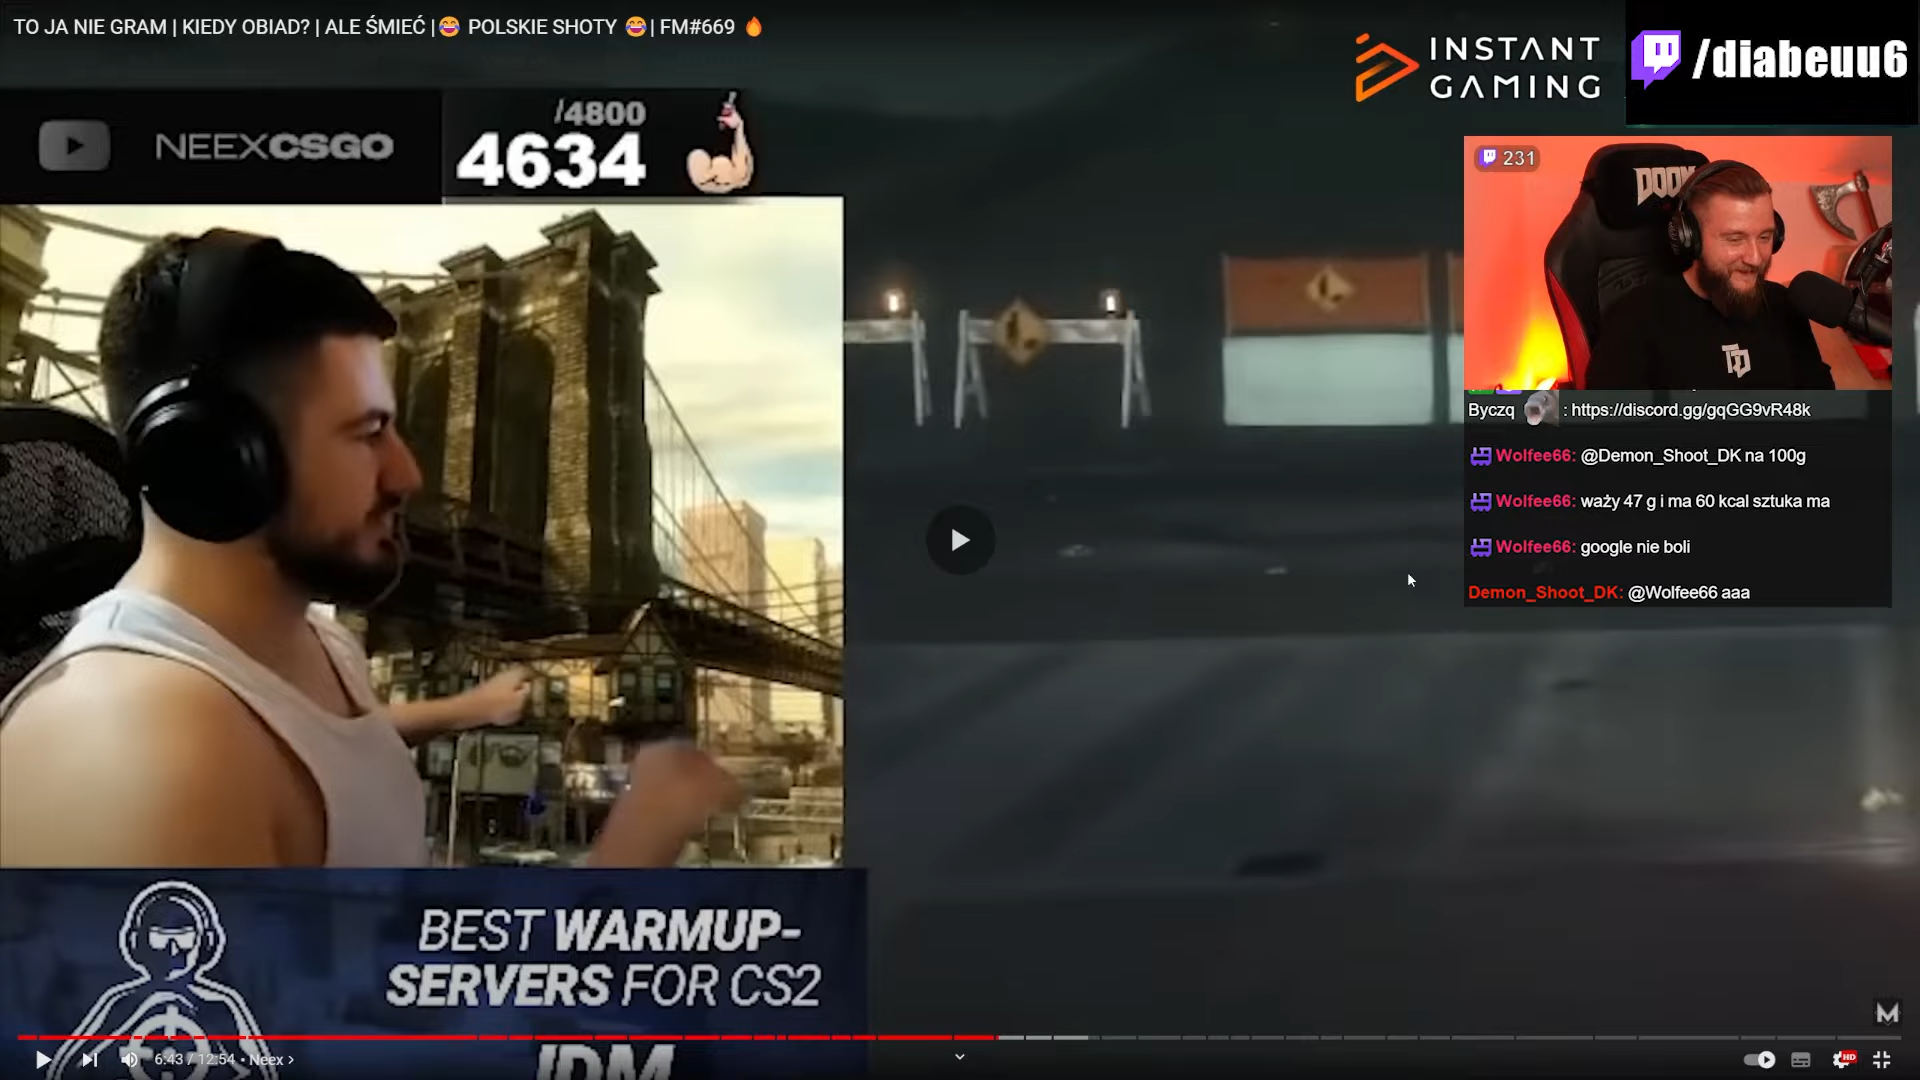 TO JA NIE GRAM | KIEDY OBIAD? | ALE ŚMIEĆ |😂 POLSKIE SHOTY 😂| FM#669 🔥
INSTANT
GAMING
/diabeuu6
NEEXCSGO
/4800
4634
231
DOOM
Byczq : https://discord.gg/gqGG9vR48k
Wolfee66: @Demon_Shoot_DK na 100g
Wolfee66: waży 47 g i ma 60 kcal sztuka ma
Wolfee66: google nie boli
Demon_Shoot_DK: @Wolfee66 aaa
BEST WARMUP-
SERVERS FOR CS2
6:43 / 12:54 • Neex >
HD